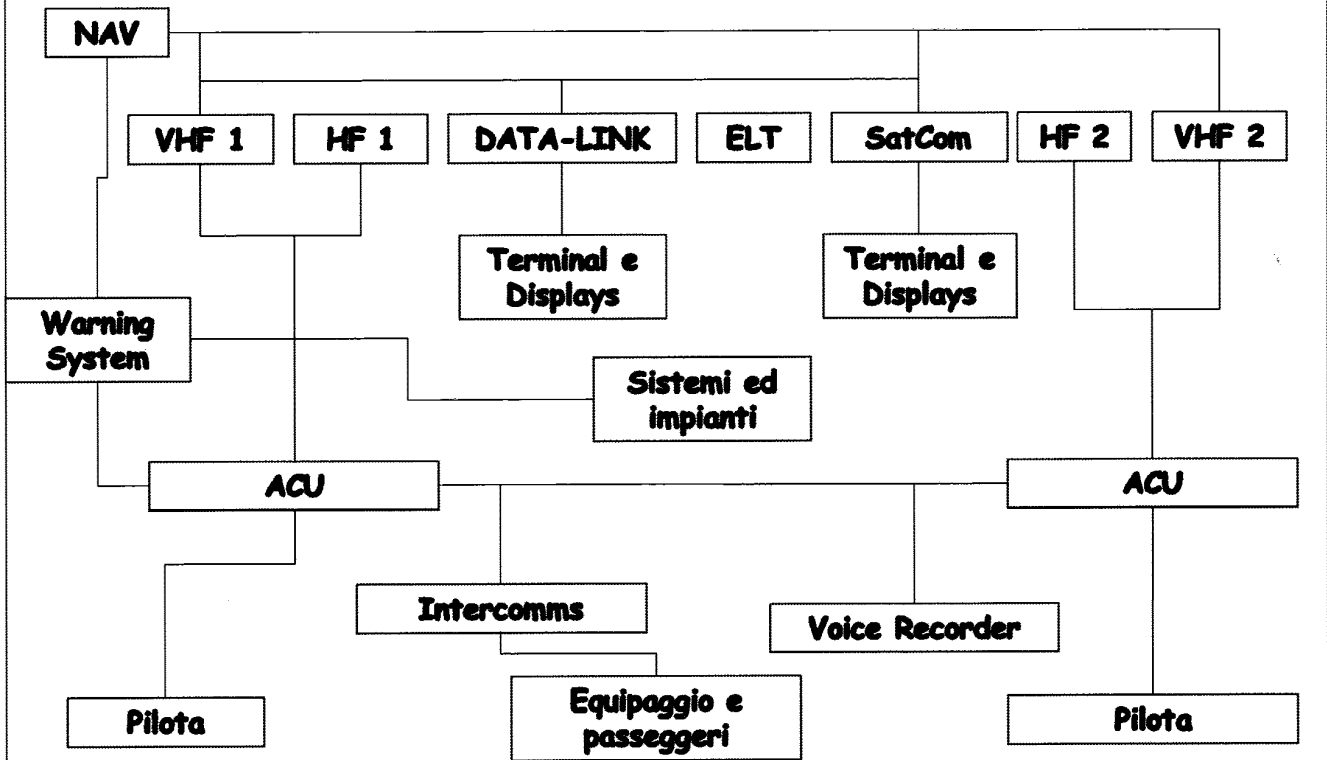 NAV
VHF 1
HF 1
DATA-LINK
ELT
SatCom
HF 2
VHF 2
Terminal e
Displays
Terminal e
Displays
Warning
System
Sistemi ed
impianti
ACU
ACU
Intercomms
Voice Recorder
Pilota
Equipaggio e
passeggeri
Pilota